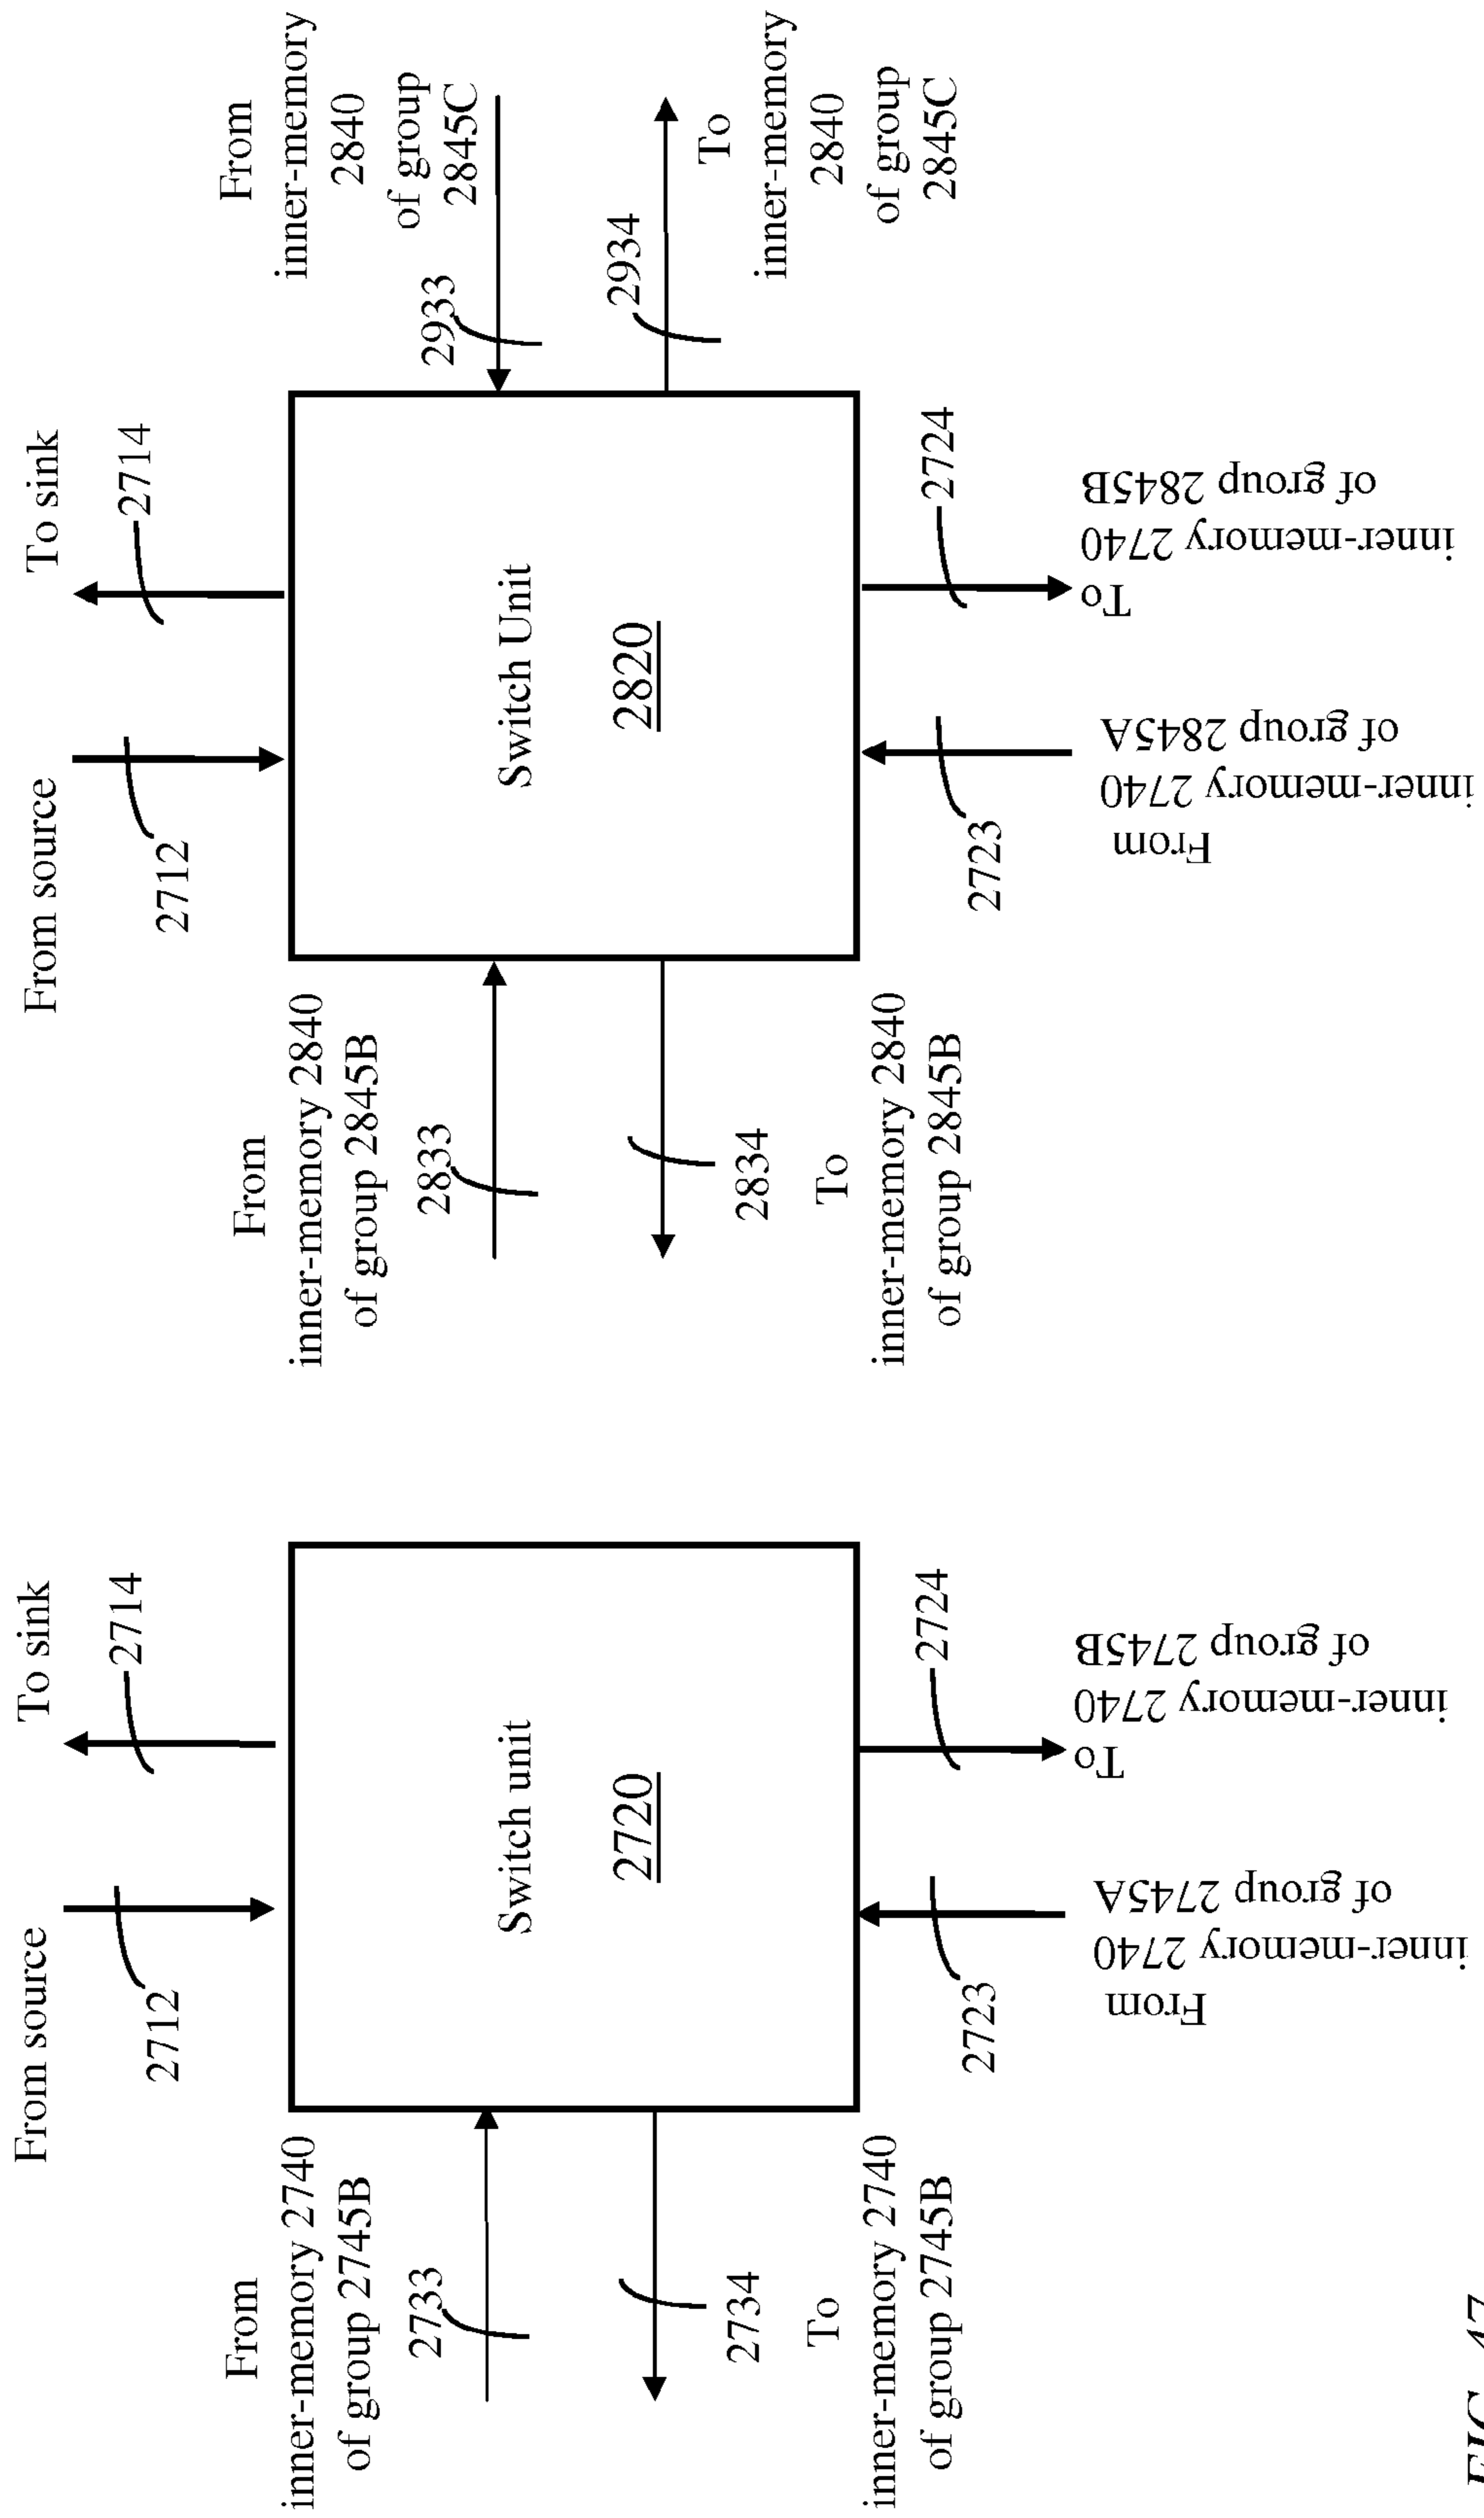 From source
To sink
2712
2714
From
inner-memory 2740
of group 2745B
2733
Switch unit
2720
2734
To
inner-memory 2740
of group 2745B
2723
2724
From
inner-memory 2740
of group 2745A
To
inner-memory 2740
of group 2745B
From source
To sink
2712
2714
From
inner-memory 2840
of group 2845B
2833
Switch Unit
2820
2834
To
inner-memory 2840
of group 2845B
From
inner-memory
2840
of group
2845C
2933
2934
To
inner-memory
2840
of group
2845C
2723
2724
From
inner-memory 2740
of group 2845A
To
inner-memory 2740
of group 2845B
FIG. 47